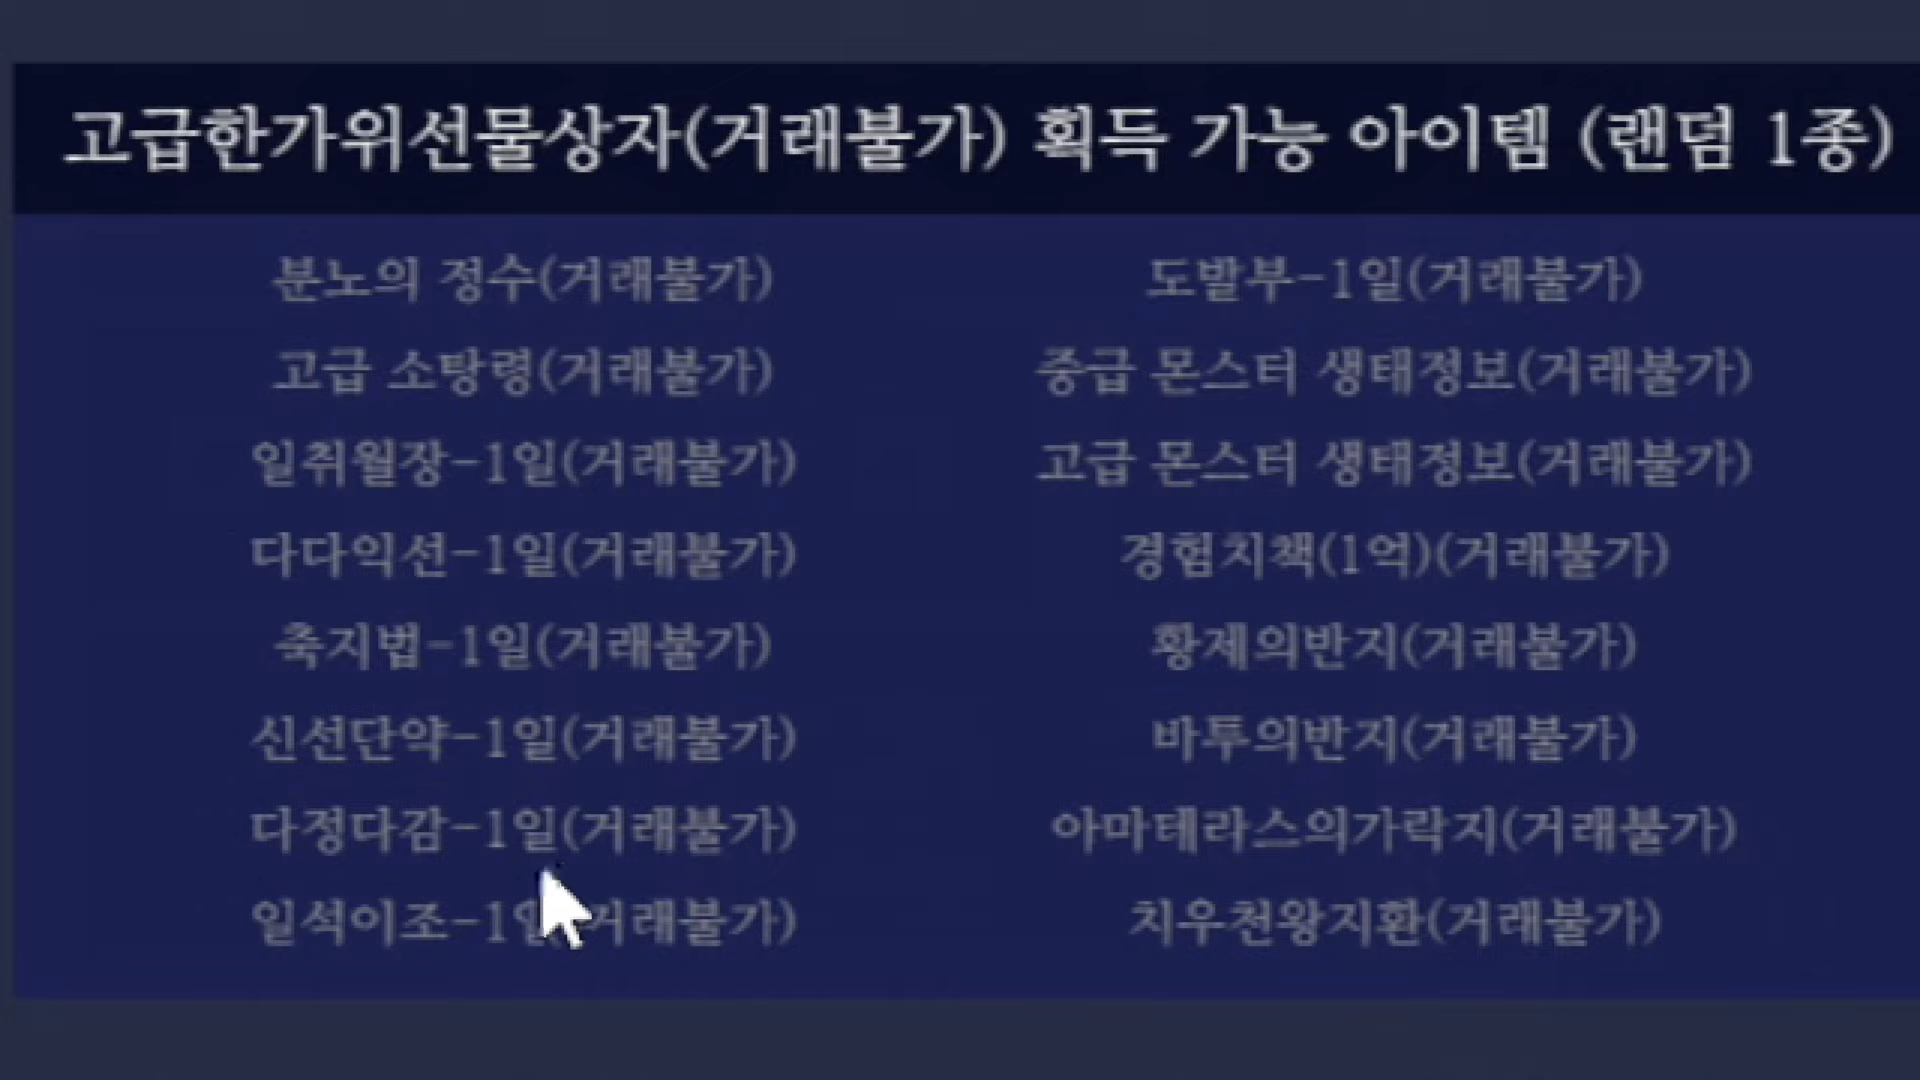 고급한가위선물상자(거래불가) 획득 가능 아이템 (랜덤 1종)
분노의 정수(거래불가) 도발부-1일(거래불가)
고급 소탕령(거래불가) 중급 몬스터 생태정보(거래불가)
일취월장-1일(거래불가) 고급 몬스터 생태정보(거래불가)
다다익선-1일(거래불가) 경험치책(1억)(거래불가)
축지법-1일(거래불가) 황제의반지(거래불가)
신선단약-1일(거래불가) 바투의반지(거래불가)
다정다감-1일(거래불가) 아마테라스의가락지(거래불가)
일석이조-1일(거래불가) 치우천왕지환(거래불가)